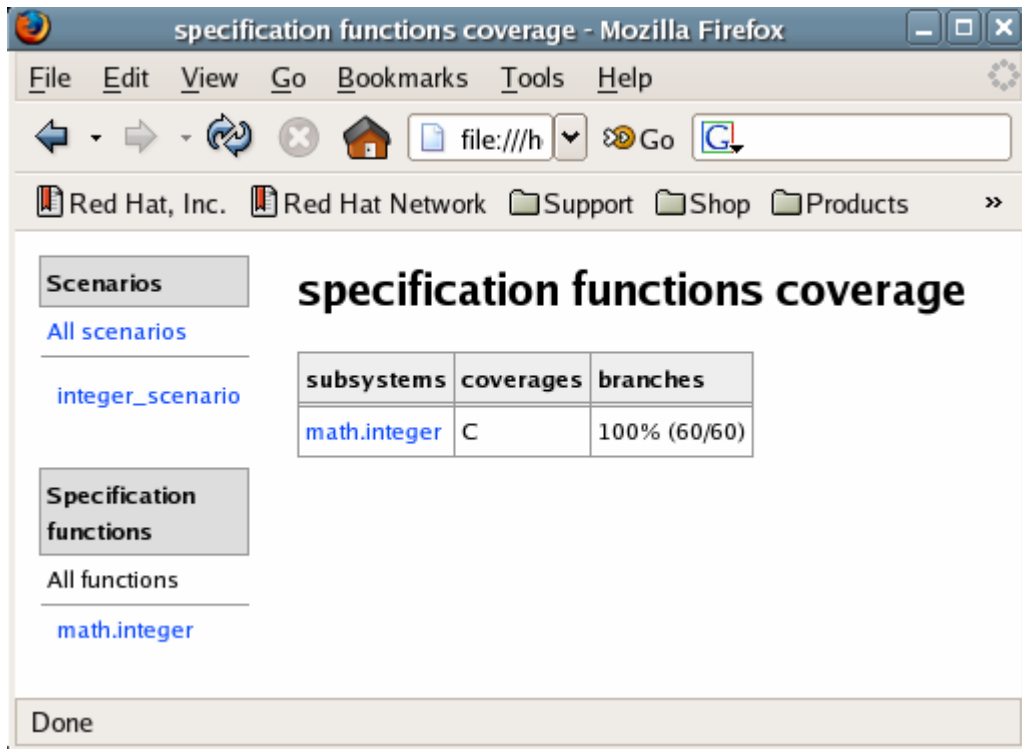 specification functions coverage - Mozilla Firefox
File Edit View Go Bookmarks Tools Help
file:///h Go G
Red Hat, Inc. Red Hat Network Support Shop Products »
Scenarios
All scenarios
integer_scenario
Specification
functions
All functions
math.integer
specification functions coverage
subsystems coverages branches
math.integer C 100% (60/60)
Done